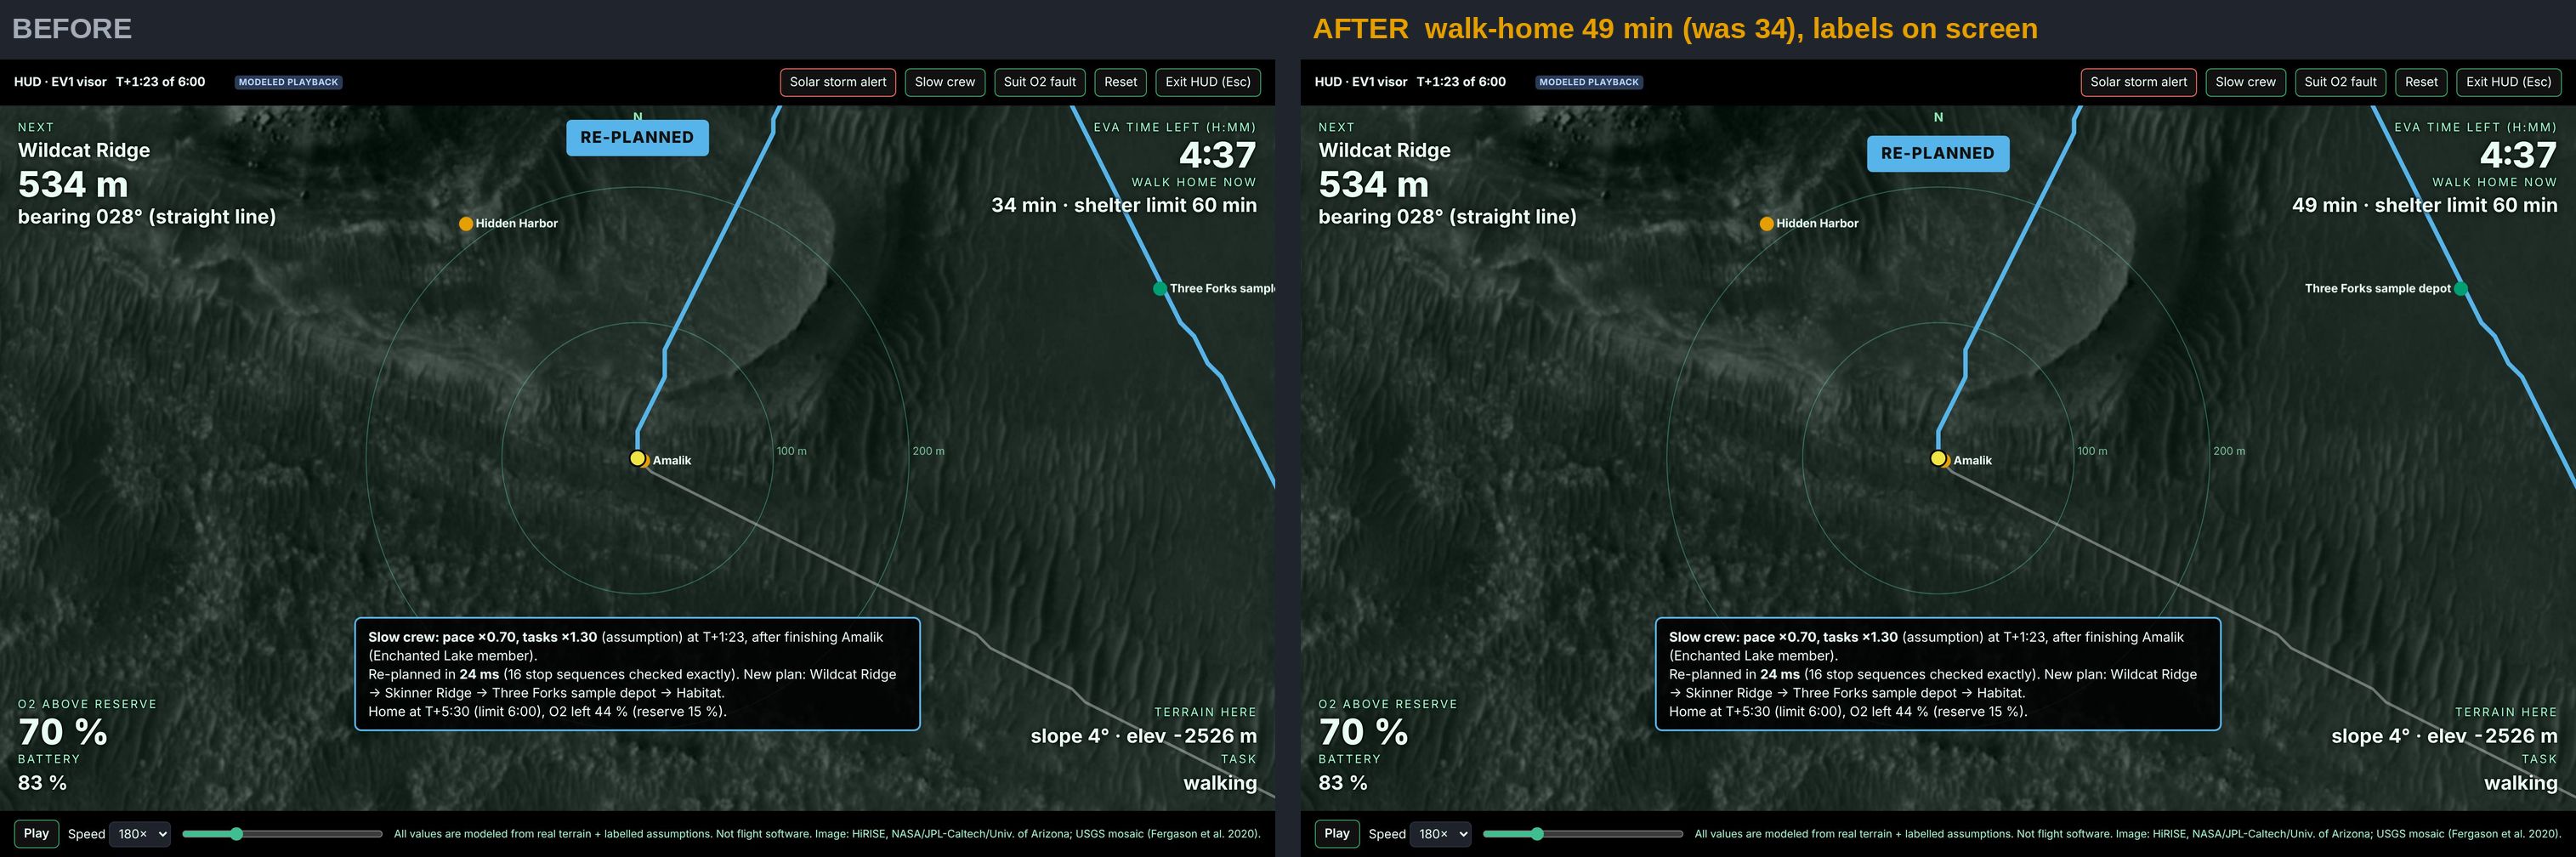 BEFORE
HUD · EV1 visor T+1:23 of 6:00 MODELED PLAYBACK Solar storm alert Slow crew Suit O2 fault Reset Exit HUD (Esc)
N
RE-PLANNED
NEXT
Wildcat Ridge
534 m
bearing 028° (straight line)
EVA TIME LEFT (H:MM)
4:37
WALK HOME NOW
34 min · shelter limit 60 min
Hidden Harbor
Three Forks sampl
100 m
200 m
Amalik
Slow crew: pace ×0.70, tasks ×1.30 (assumption) at T+1:23, after finishing Amalik
(Enchanted Lake member).
Re-planned in 24 ms (16 stop sequences checked exactly). New plan: Wildcat Ridge
→ Skinner Ridge → Three Forks sample depot → Habitat.
Home at T+5:30 (limit 6:00), O2 left 44 % (reserve 15 %).
O2 ABOVE RESERVE
70 %
BATTERY
83 %
TERRAIN HERE
slope 4° · elev -2526 m
TASK
walking
Play Speed 180× All values are modeled from real terrain + labelled assumptions. Not flight software. Image: HiRISE, NASA/JPL-Caltech/Univ. of Arizona; USGS mosaic (Fergason et al. 2020).
AFTER walk-home 49 min (was 34), labels on screen
HUD · EV1 visor T+1:23 of 6:00 MODELED PLAYBACK Solar storm alert Slow crew Suit O2 fault Reset Exit HUD (Esc)
N
RE-PLANNED
NEXT
Wildcat Ridge
534 m
bearing 028° (straight line)
EVA TIME LEFT (H:MM)
4:37
WALK HOME NOW
49 min · shelter limit 60 min
Hidden Harbor
Three Forks sample depot
100 m
200 m
Amalik
Slow crew: pace ×0.70, tasks ×1.30 (assumption) at T+1:23, after finishing Amalik
(Enchanted Lake member).
Re-planned in 24 ms (16 stop sequences checked exactly). New plan: Wildcat Ridge
→ Skinner Ridge → Three Forks sample depot → Habitat.
Home at T+5:30 (limit 6:00), O2 left 44 % (reserve 15 %).
O2 ABOVE RESERVE
70 %
BATTERY
83 %
TERRAIN HERE
slope 4° · elev -2526 m
TASK
walking
Play Speed 180× All values are modeled from real terrain + labelled assumptions. Not flight software. Image: HiRISE, NASA/JPL-Caltech/Univ. of Arizona; USGS mosaic (Fergason et al. 2020).